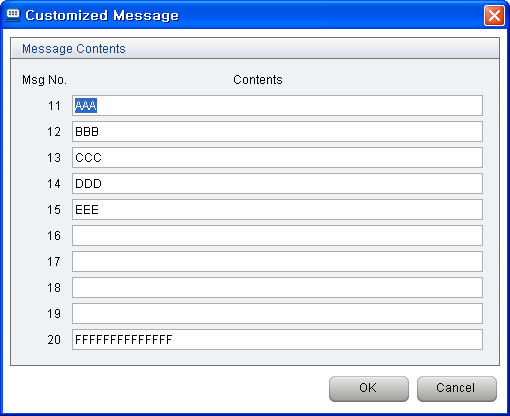 Customized Message
Message Contents
Msg No. Contents
11 AAA
12 BBB
13 CCC
14 DDD
15 EEE
16
17
18
19
20 FFFFFFFFFFFFFF
OK Cancel